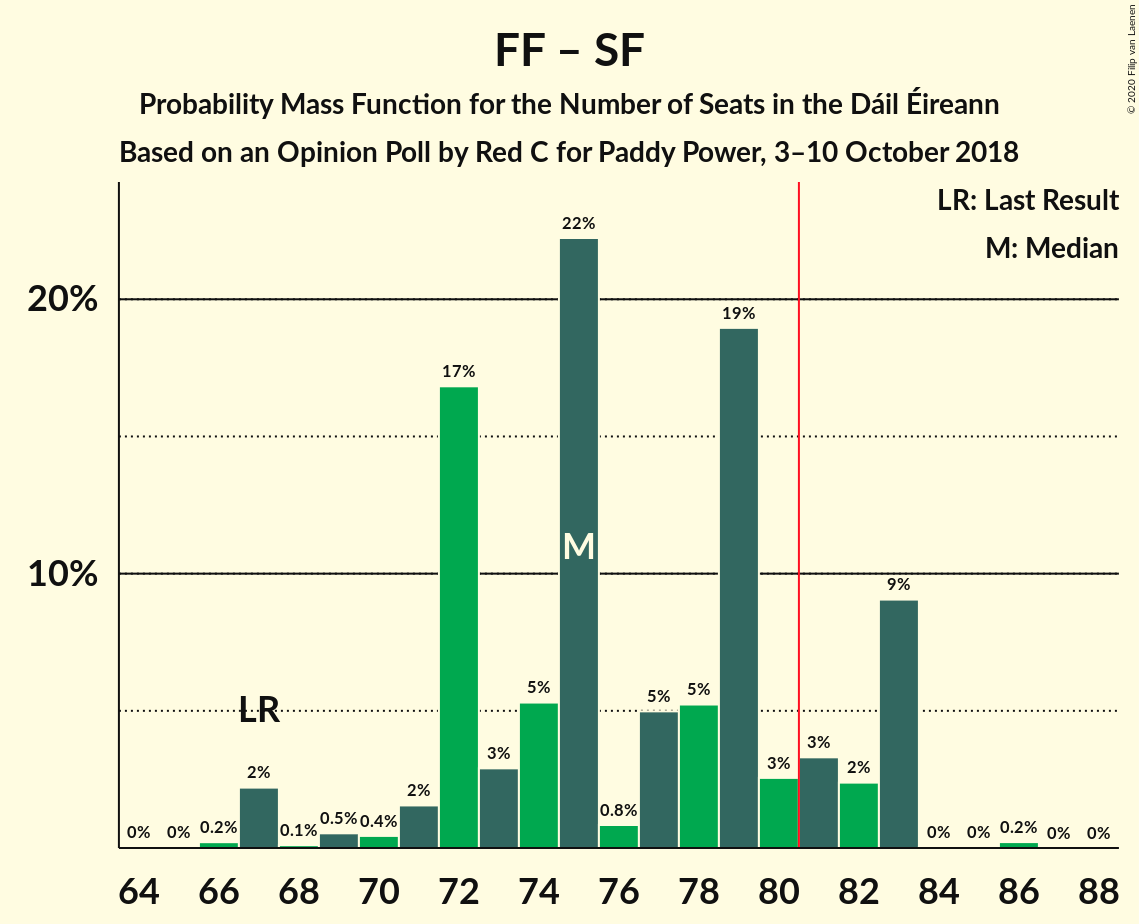 FF – SF
Probability Mass Function for the Number of Seats in the Dáil Éireann
Based on an Opinion Poll by Red C for Paddy Power, 3–10 October 2018
© 2020 Filip van Laenen
LR: Last Result
M: Median
20%
10%
0% 0% 0.2% 2% 0.1% 0.5% 0.4% 2% 17% 3% 5% 22% 0.8% 5% 5% 19% 3% 3% 2% 9% 0% 0% 0.2% 0% 0%
LR
M
64 66 68 70 72 74 76 78 80 82 84 86 88